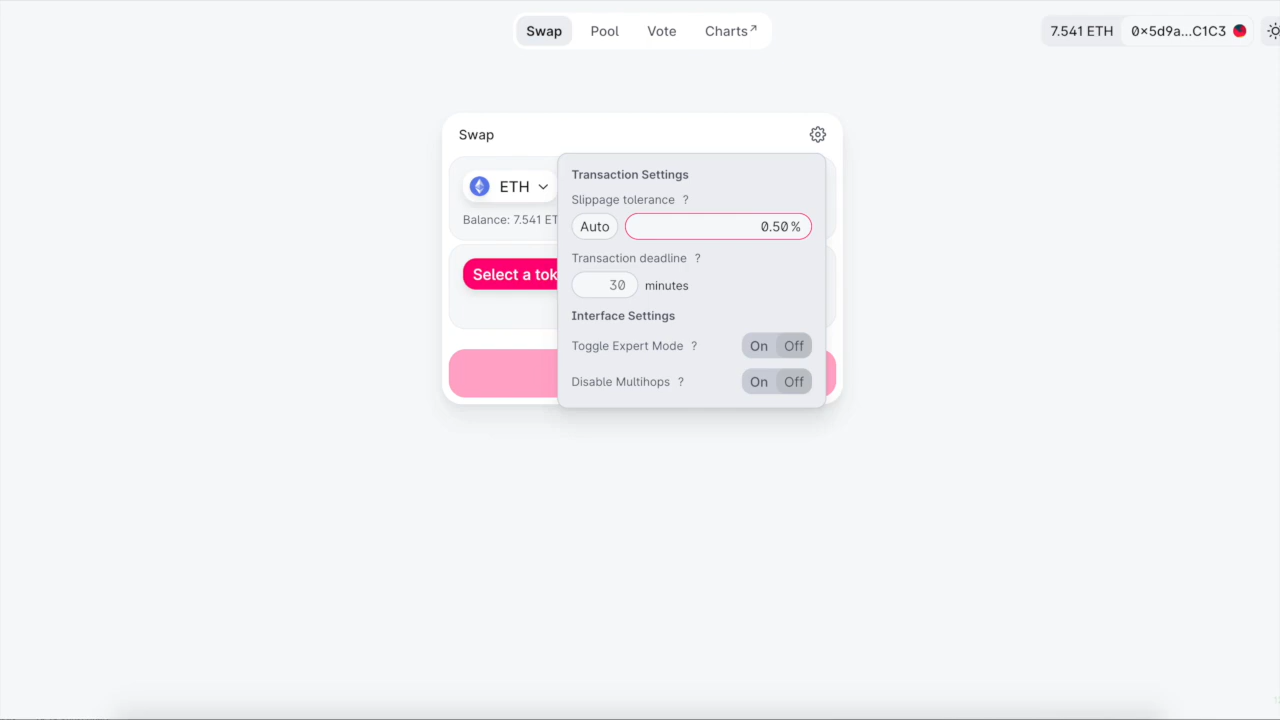 Swap Pool Vote Charts↗ 7.541 ETH 0×5d9a...C1C3
Swap
ETH
Balance: 7.541 ET
Select a tok
Transaction Settings
Slippage tolerance ?
Auto 0.50%
Transaction deadline ?
30 minutes
Interface Settings
Toggle Expert Mode ? On Off
Disable Multihops ? On Off